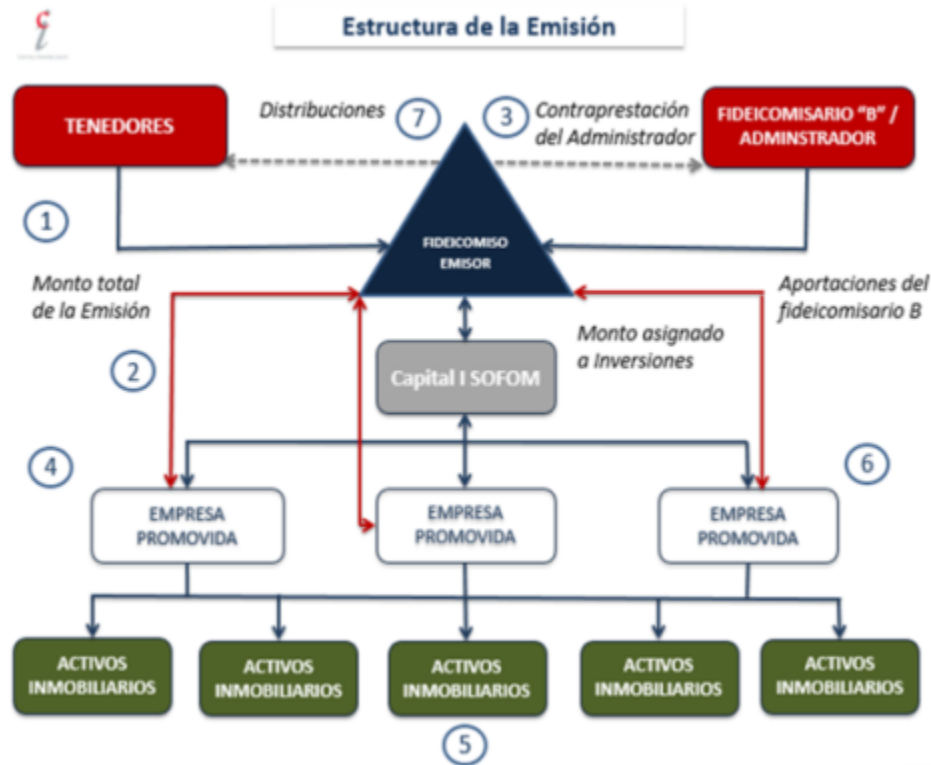 Estructura de la Emisión
TENEDORES
Distribuciones
7
3
Contraprestación
del Administrador
FIDEICOMISARIO "B" /
ADMINSTRADOR
1
FIDEICOMISO
EMISOR
Monto total
de la Emisión
Aportaciones del
fideicomisario B
Monto asignado
a Inversiones
2
Capital I SOFOM
4
6
EMPRESA
PROMOVIDA
EMPRESA
PROMOVIDA
EMPRESA
PROMOVIDA
ACTIVOS
INMOBILIARIOS
ACTIVOS
INMOBILIARIOS
ACTIVOS
INMOBILIARIOS
ACTIVOS
INMOBILIARIOS
ACTIVOS
INMOBILIARIOS
5